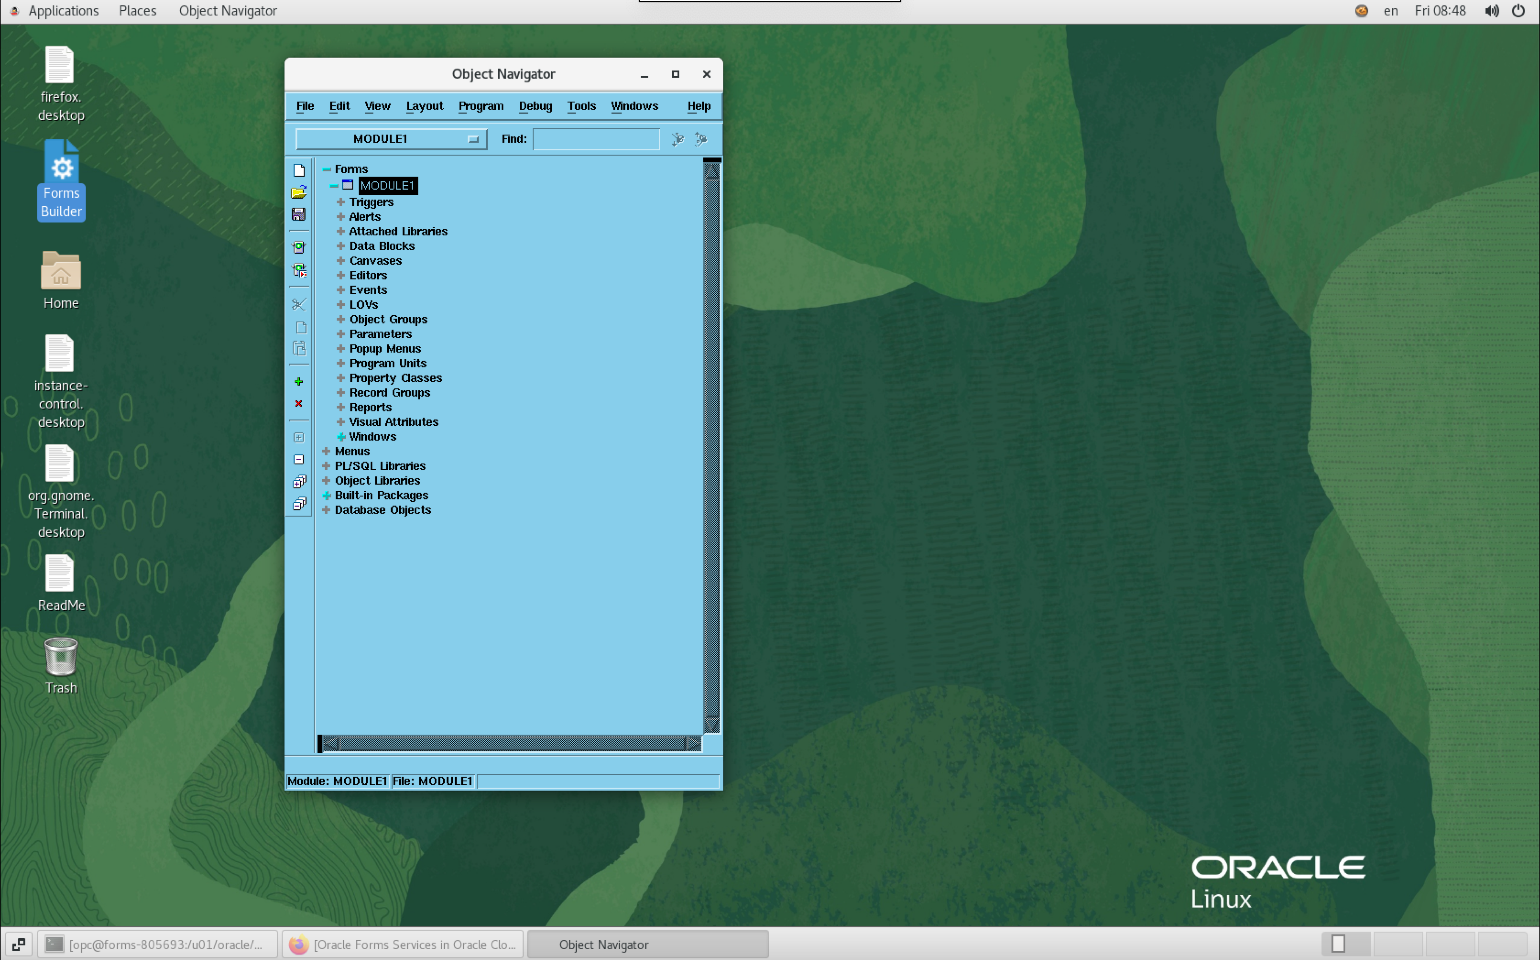 Applications Places Object Navigator en Fri 08:48
firefox.
desktop
Forms
Builder
Home
instance-
control.
desktop
org.gnome.
Terminal.
desktop
ReadMe
Trash
Object Navigator
File Edit View Layout Program Debug Tools Windows Help
MODULE1 Find:
Forms
MODULE1
Triggers
Alerts
Attached Libraries
Data Blocks
Canvases
Editors
Events
LOVs
Object Groups
Parameters
Popup Menus
Program Units
Property Classes
Record Groups
Reports
Visual Attributes
Windows
Menus
PL/SQL Libraries
Object Libraries
Built-in Packages
Database Objects
Module: MODULE1 File: MODULE1
ORACLE
Linux
[opc@forms-805693:/u01/oracle/... [Oracle Forms Services in Oracle Clo... Object Navigator